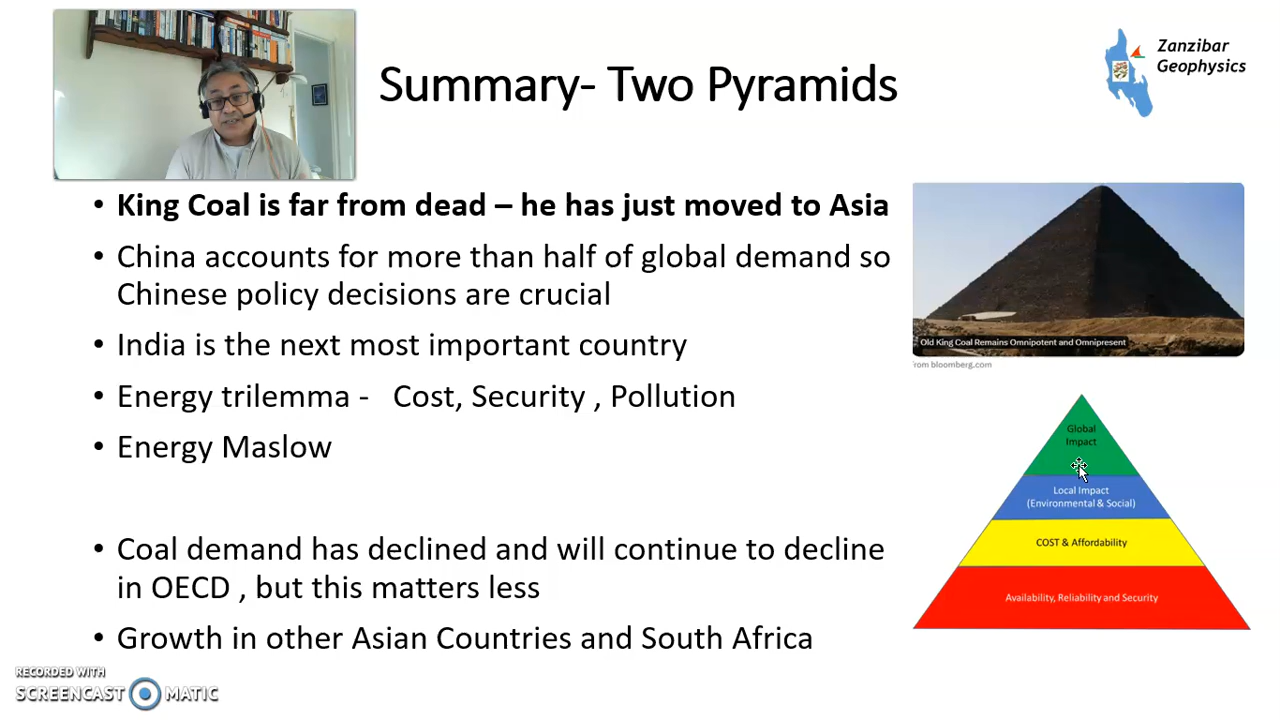 Summary- Two Pyramids
Zanzibar
Geophysics
• King Coal is far from dead – he has just moved to Asia
• China accounts for more than half of global demand so
Chinese policy decisions are crucial
• India is the next most important country
• Energy trilemma - Cost, Security , Pollution
• Energy Maslow
• Coal demand has declined and will continue to decline
in OECD , but this matters less
• Growth in other Asian Countries and South Africa
Old King Coal Remains Omnipotent and Omnipresent
rom bloomberg.com
Global
Impact
Local Impact
(Environmental & Social)
COST & Affordability
Availability, Reliability and Security
RECORDED WITH
SCREENCAST MATIC